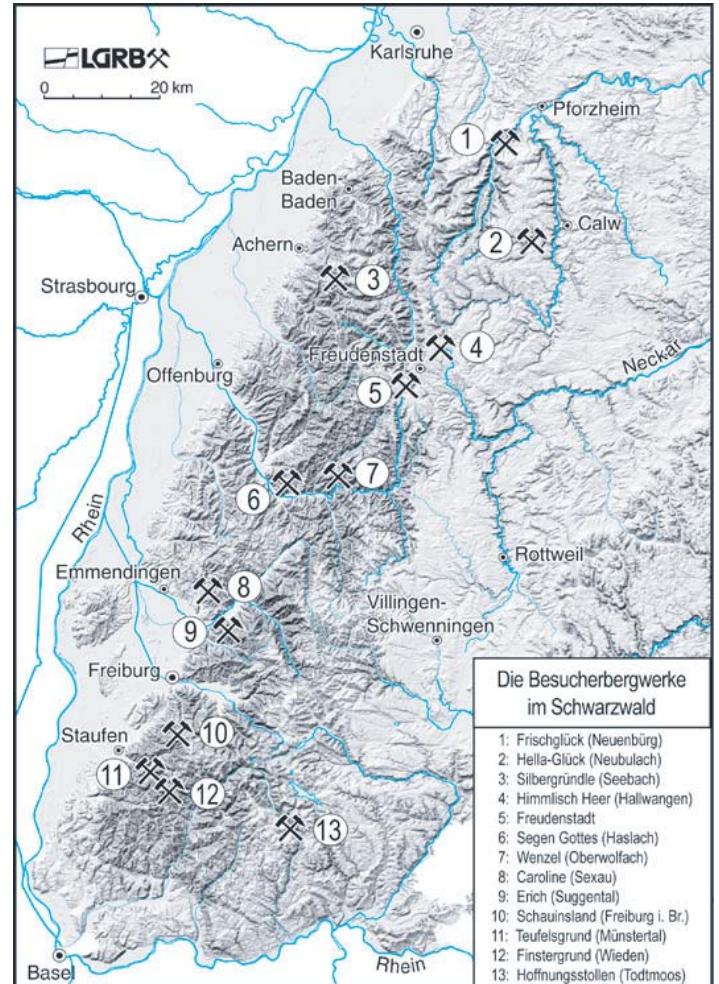 LGRB
0 20 km
Karlsruhe
Pforzheim
1
Baden-
Baden
Calw
2
Achern
3
Strasbourg
4
Freudenstadt
Neckar
Offenburg
5
7
6
Rhein
Rottweil
Emmendingen
8
Villingen-
Schwenningen
9
Freiburg
10
Staufen
11
12
13
Rhein
Basel
Die Besucherbergwerke
im Schwarzwald
1: Frischglück (Neuenbürg)
2: Hella-Glück (Neubulach)
3: Silbergründle (Seebach)
4: Himmlisch Heer (Hallwangen)
5: Freudenstadt
6: Segen Gottes (Haslach)
7: Wenzel (Oberwolfach)
8: Caroline (Sexau)
9: Erich (Suggental)
10: Schauinsland (Freiburg i. Br.)
11: Teufelsgrund (Münstertal)
12: Finstergrund (Wieden)
13: Hoffnungsstollen (Todtmoos)